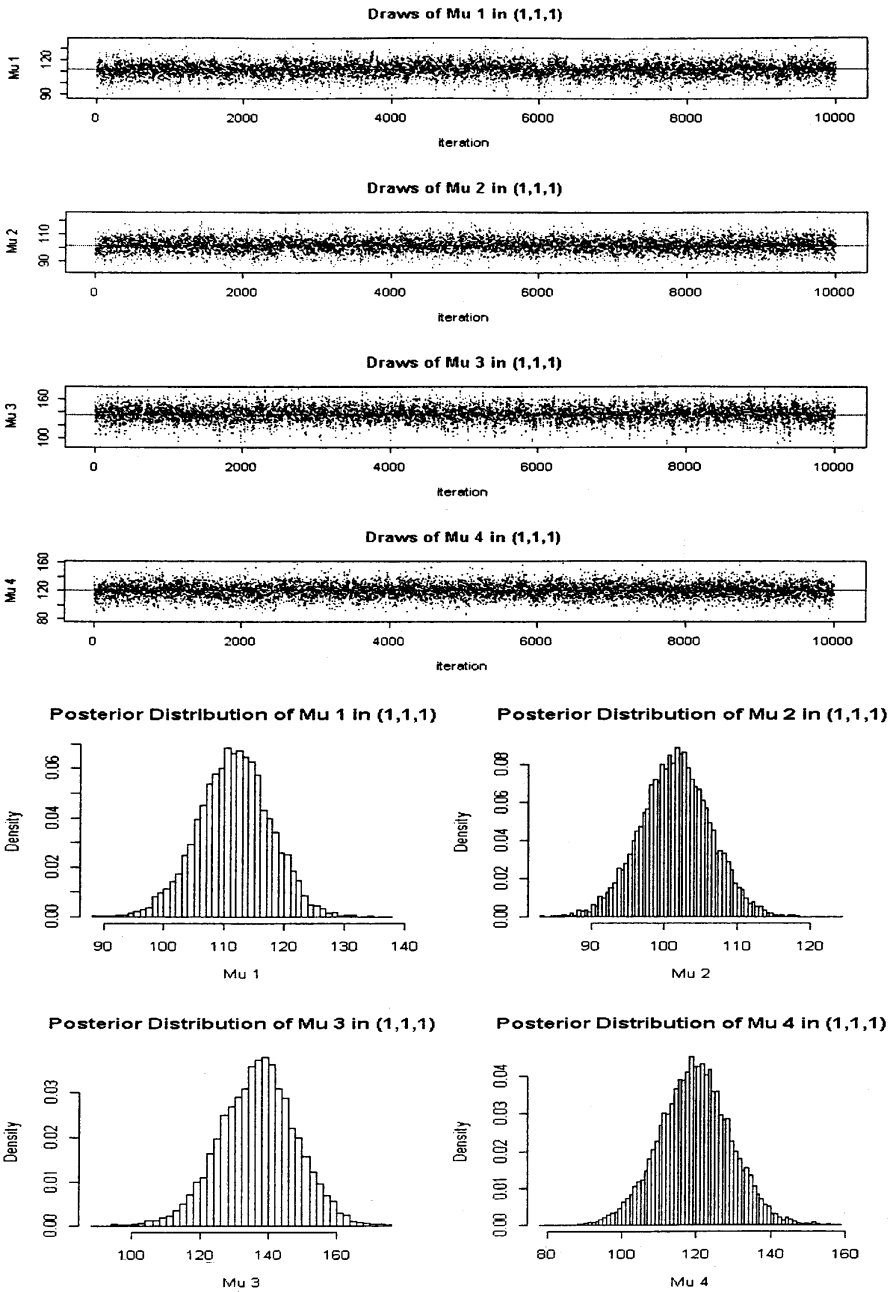 Draws of Mu 1 in (1,1,1)
Mu 1
90 120
0 2000 4000 6000 8000 10000
iteration
Draws of Mu 2 in (1,1,1)
Mu 2
90 110
0 2000 4000 6000 8000 10000
iteration
Draws of Mu 3 in (1,1,1)
Mu 3
100 160
0 2000 4000 6000 8000 10000
iteration
Draws of Mu 4 in (1,1,1)
Mu 4
80 120 160
0 2000 4000 6000 8000 10000
iteration
Posterior Distribution of Mu 1 in (1,1,1)
Density
0.00 0.02 0.04 0.06
90 100 110 120 130 140
Mu 1
Posterior Distribution of Mu 2 in (1,1,1)
Density
0.00 0.02 0.04 0.06 0.08
90 100 110 120
Mu 2
Posterior Distribution of Mu 3 in (1,1,1)
Density
0.00 0.01 0.02 0.03
100 120 140 160
Mu 3
Posterior Distribution of Mu 4 in (1,1,1)
Density
0.00 0.01 0.02 0.03 0.04
80 100 120 140 160
Mu 4